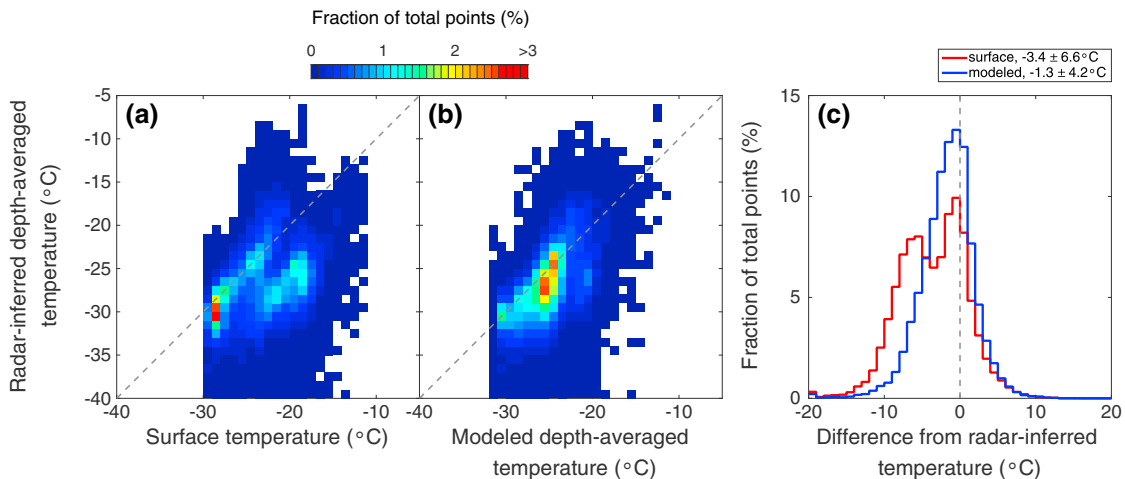 Fraction of total points (%)
0 1 2 >3
surface, -3.4 ± 6.6°C
modeled, -1.3 ± 4.2°C
(a) (b) (c)
Radar-inferred depth-averaged
temperature (°C)
-5
-10
-15
-20
-25
-30
-35
-40
-40 -30 -20 -10
Surface temperature (°C)
-40 -30 -20 -10
Modeled depth-averaged
temperature (°C)
Fraction of total points (%)
15
10
5
0
-20 -10 0 10 20
Difference from radar-inferred
temperature (°C)